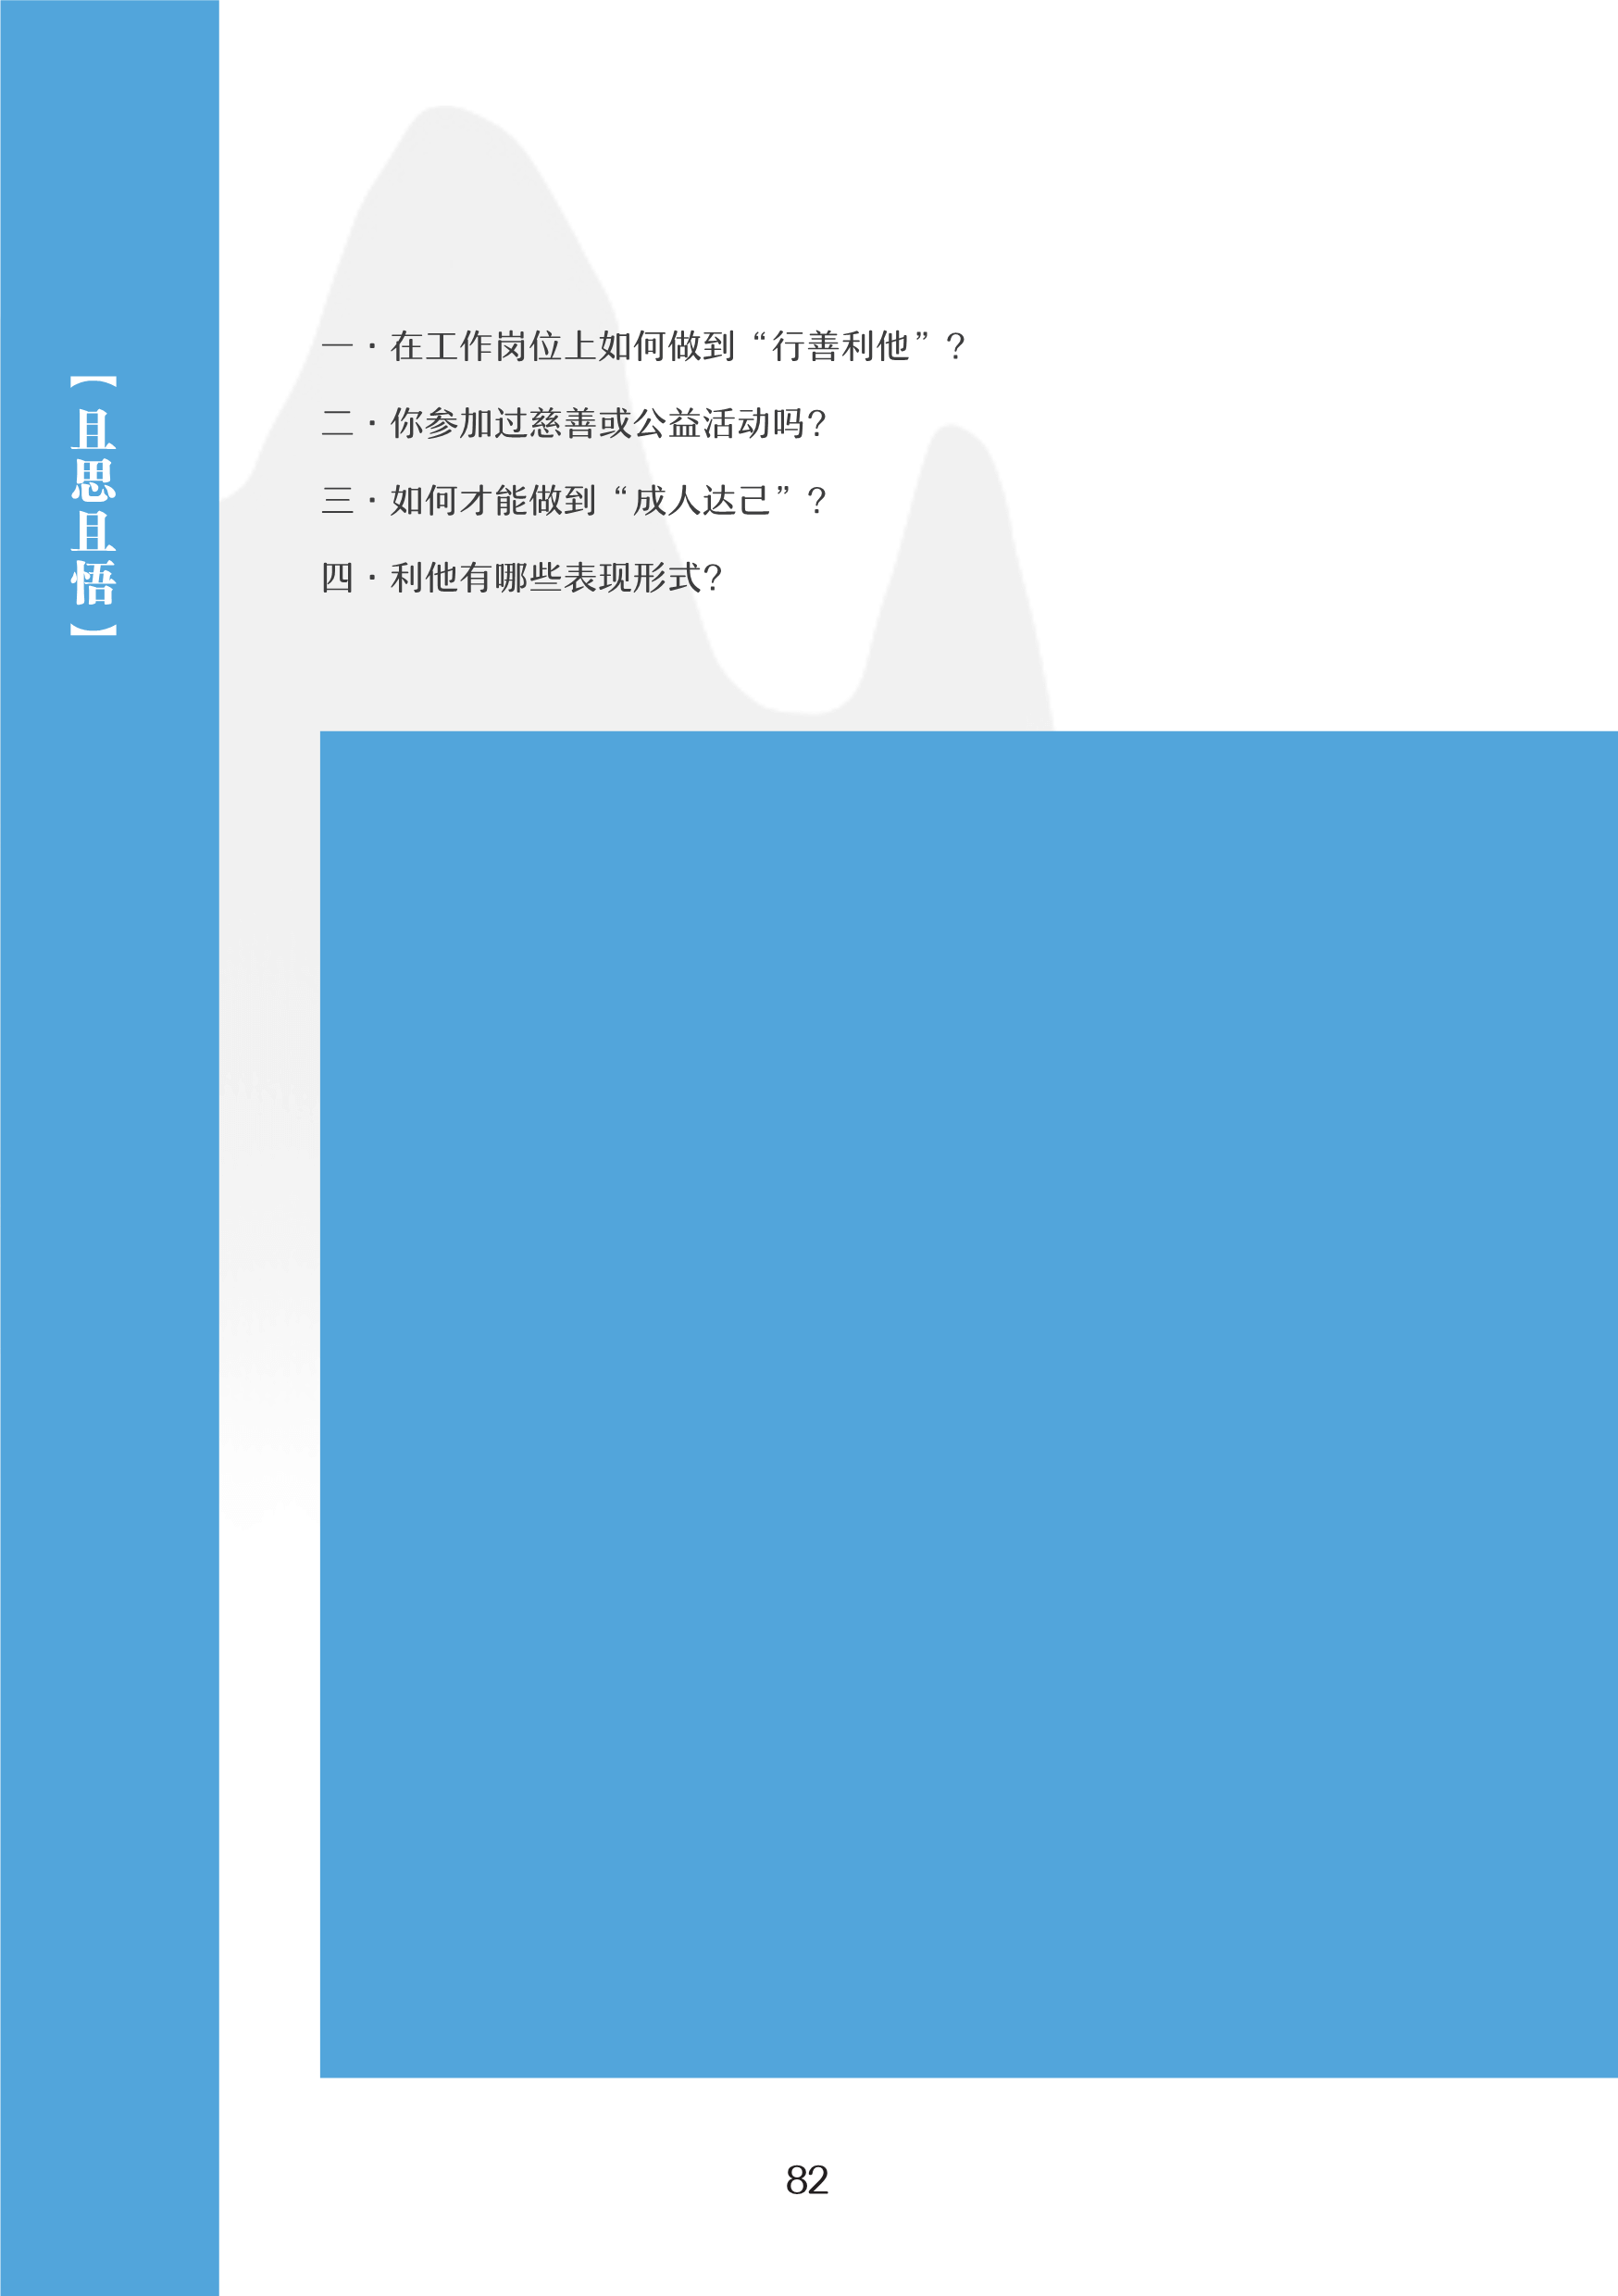 【且思且悟】
一·在工作岗位上如何做到“行善利他”？
二·你参加过慈善或公益活动吗？
三·如何才能做到“成人达己”？
四·利他有哪些表现形式？
82